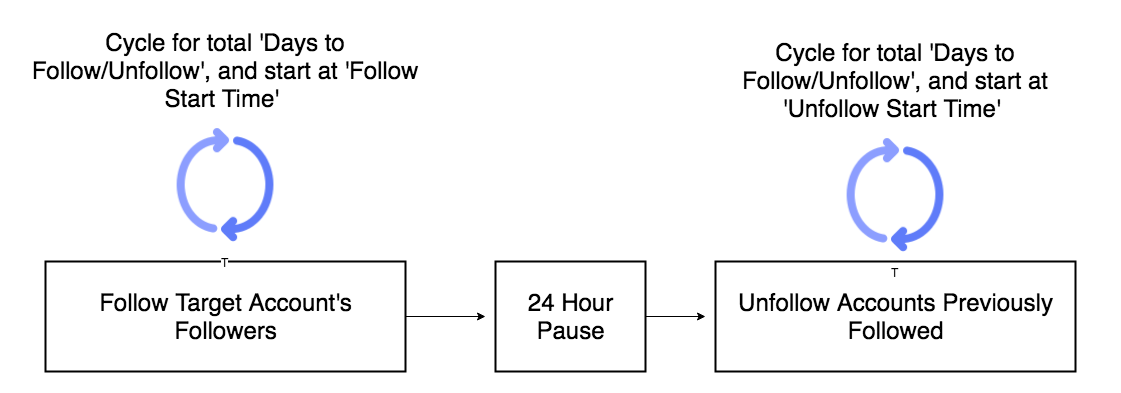 Cycle for total 'Days to
Follow/Unfollow', and start at 'Follow
Start Time'
Cycle for total 'Days to
Follow/Unfollow', and start at
'Unfollow Start Time'
T
Follow Target Account's
Followers
24 Hour
Pause
T
Unfollow Accounts Previously
Followed